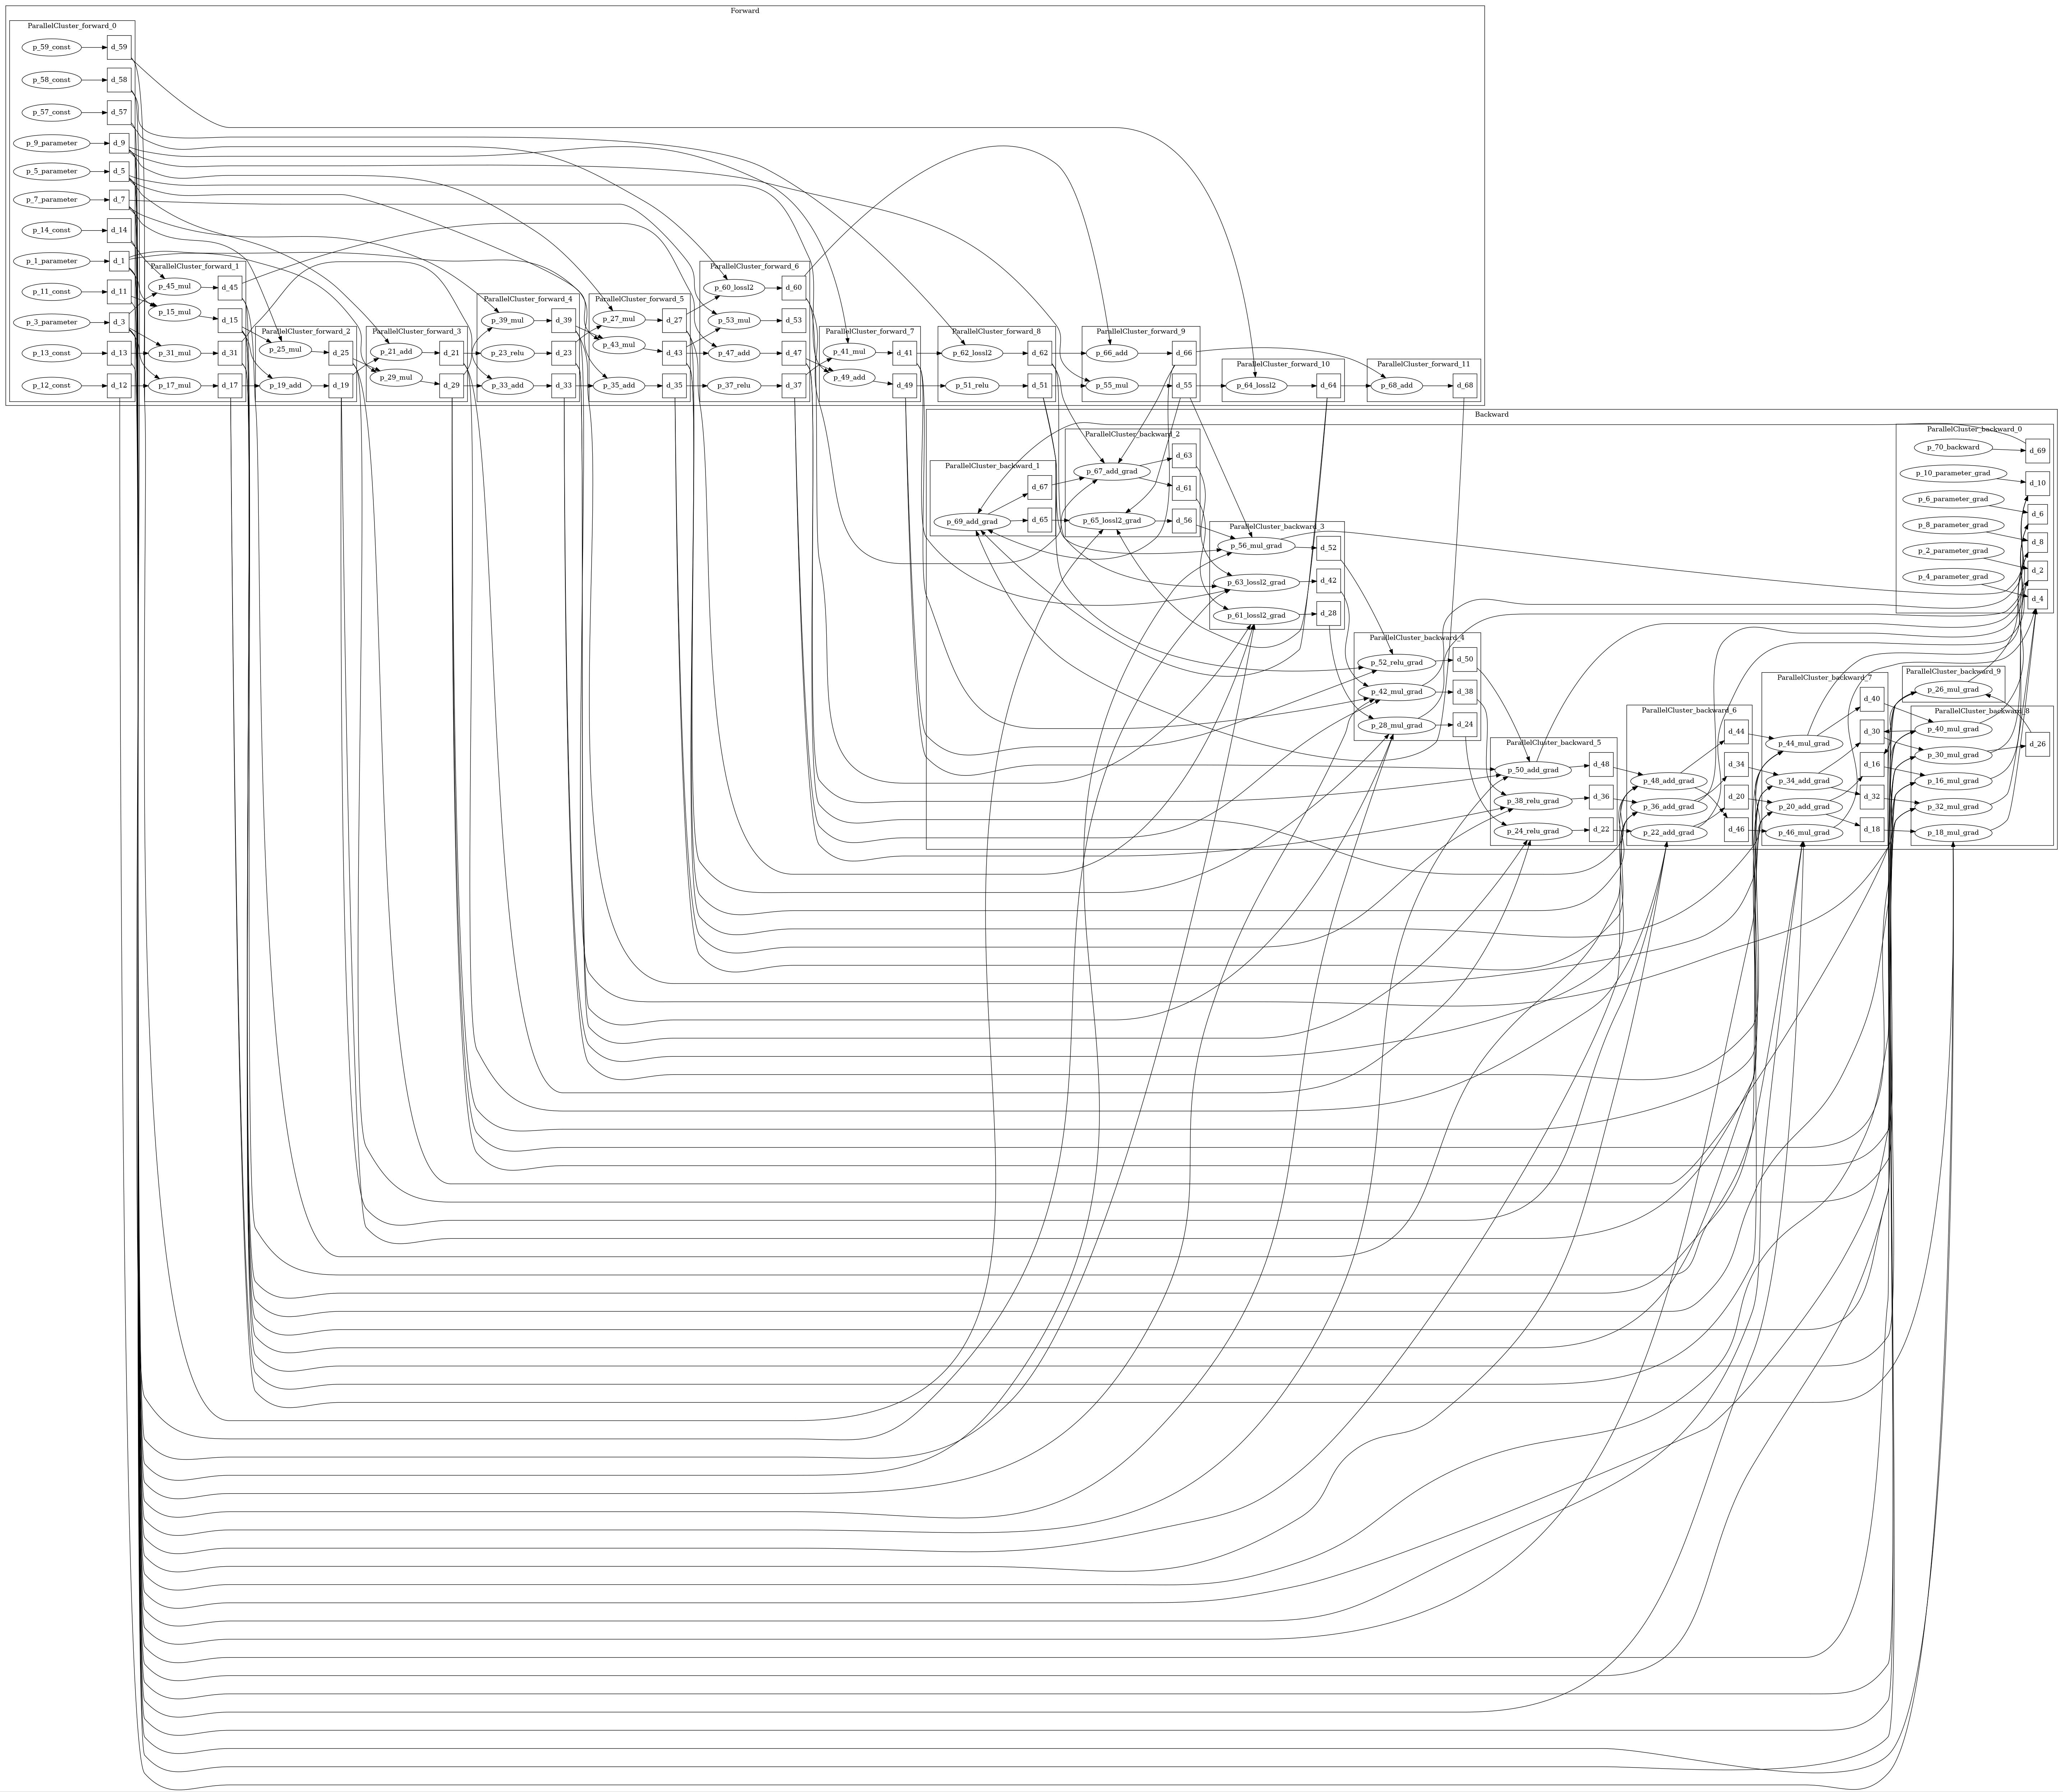 Forward
ParallelCluster_forward_0
p_59_const
d_59
p_58_const
d_58
p_57_const
d_57
p_9_parameter
d_9
p_5_parameter
d_5
p_7_parameter
d_7
p_14_const
d_14
p_1_parameter
d_1
p_11_const
d_11
p_3_parameter
d_3
p_13_const
d_13
p_12_const
d_12
ParallelCluster_forward_1
p_45_mul
d_45
p_15_mul
d_15
p_31_mul
d_31
p_17_mul
d_17
ParallelCluster_forward_2
p_25_mul
d_25
p_19_add
d_19
ParallelCluster_forward_3
p_21_add
d_21
p_29_mul
d_29
ParallelCluster_forward_4
p_39_mul
d_39
p_23_relu
d_23
p_33_add
d_33
ParallelCluster_forward_5
p_27_mul
d_27
p_43_mul
d_43
p_35_add
d_35
ParallelCluster_forward_6
p_60_lossl2
d_60
p_53_mul
d_53
p_47_add
d_47
p_37_relu
d_37
ParallelCluster_forward_7
p_41_mul
d_41
p_49_add
d_49
ParallelCluster_forward_8
p_62_lossl2
d_62
p_51_relu
d_51
ParallelCluster_forward_9
p_66_add
d_66
p_55_mul
d_55
ParallelCluster_forward_10
p_64_lossl2
d_64
ParallelCluster_forward_11
p_68_add
d_68
Backward
ParallelCluster_backward_0
p_70_backward
d_69
p_10_parameter_grad
d_10
p_6_parameter_grad
d_6
p_8_parameter_grad
d_8
p_2_parameter_grad
d_2
p_4_parameter_grad
d_4
ParallelCluster_backward_1
d_67
p_69_add_grad
d_65
ParallelCluster_backward_2
d_63
p_67_add_grad
d_61
p_65_lossl2_grad
d_56
ParallelCluster_backward_3
p_56_mul_grad
d_52
p_63_lossl2_grad
d_42
p_61_lossl2_grad
d_28
ParallelCluster_backward_4
p_52_relu_grad
d_50
p_42_mul_grad
d_38
p_28_mul_grad
d_24
ParallelCluster_backward_5
p_50_add_grad
d_48
p_38_relu_grad
d_36
p_24_relu_grad
d_22
ParallelCluster_backward_6
d_44
p_48_add_grad
d_34
p_36_add_grad
d_20
p_22_add_grad
d_46
ParallelCluster_backward_7
d_40
p_44_mul_grad
d_30
p_34_add_grad
d_16
p_20_add_grad
d_32
p_46_mul_grad
d_18
ParallelCluster_backward_9
p_26_mul_grad
ParallelCluster_backward_8
p_40_mul_grad
d_26
p_30_mul_grad
p_16_mul_grad
p_32_mul_grad
p_18_mul_grad